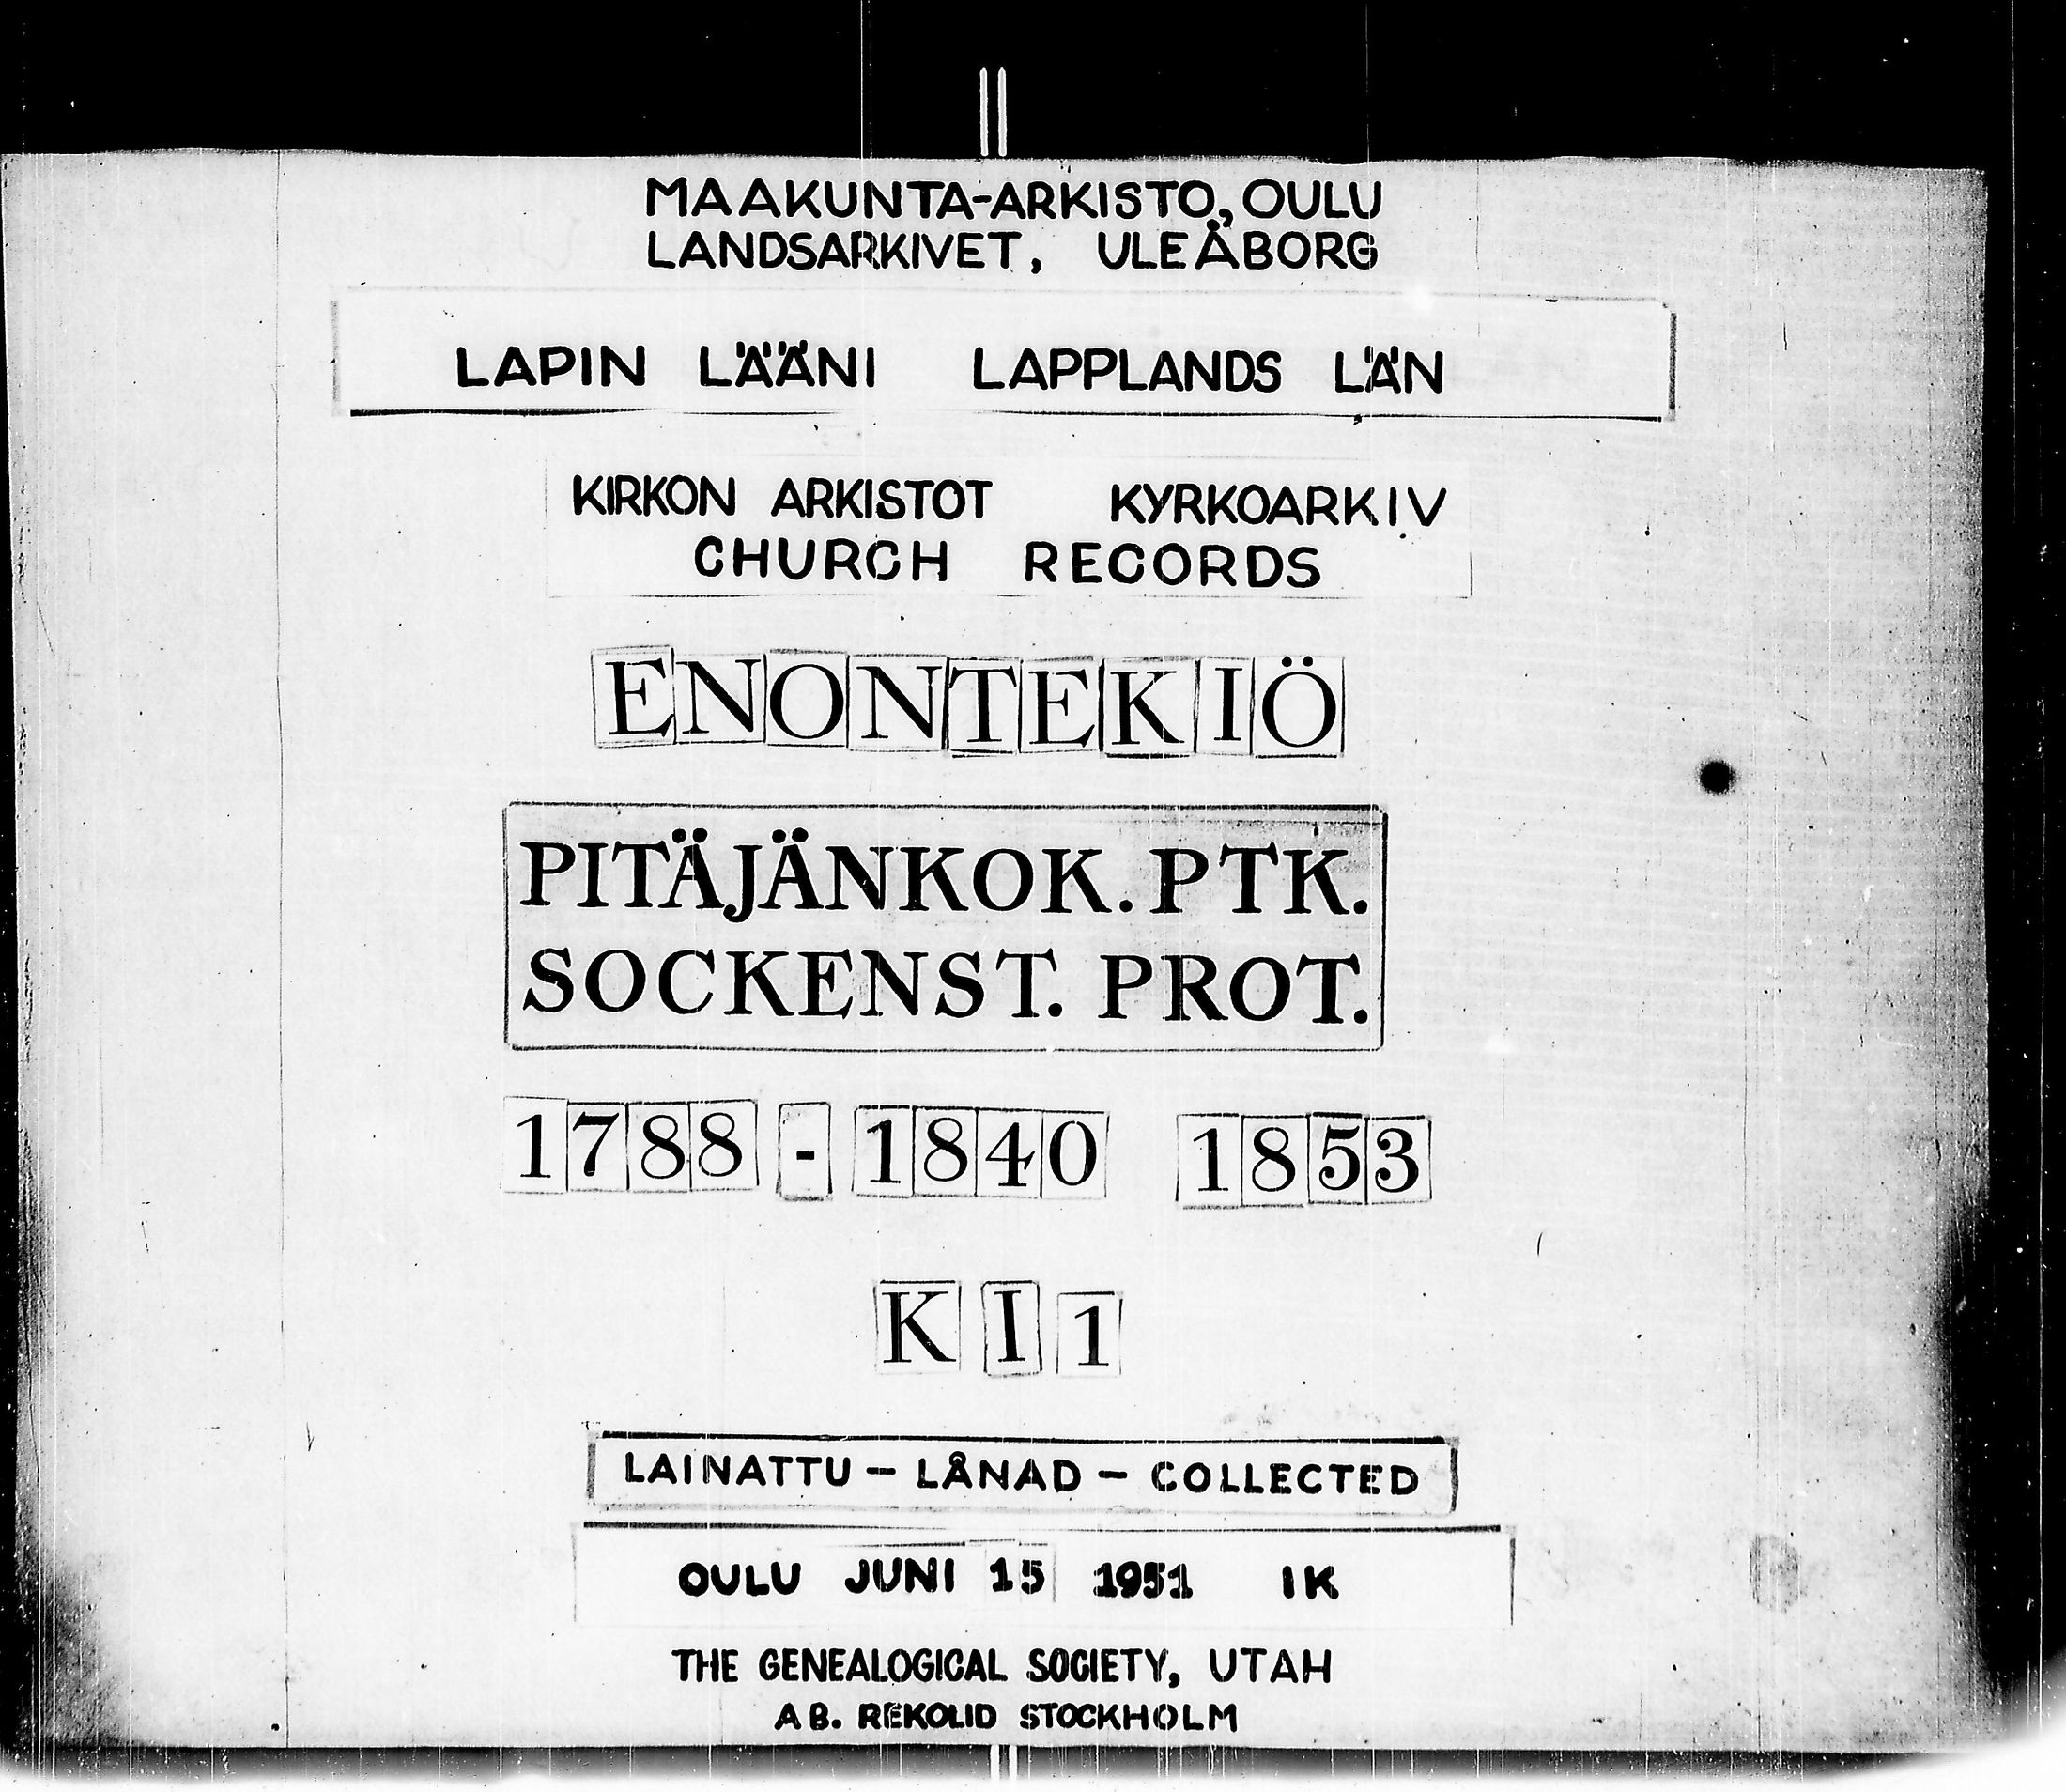 MAAKUNTA-ARKISTO, OULU
LANDSARKIVET, ULEÅBORG
LAPIN LÄÄNI LAPPLANDS LÄN
KIRKON ARKISTOT KYRKOARKIV
CHURCH RECORDS
ENONTEKIÖ
PITÄJÄNKOK. PTK.
SOCKENST. PROT.
1788 - 1840 1853
K I 1
LAINATTU - LÅNAD - COLLECTED
OULU JUNI 15 1951 IK
THE GENEALOGICAL SOCIETY, UTAH
AB. REKOLID STOCKHOLM